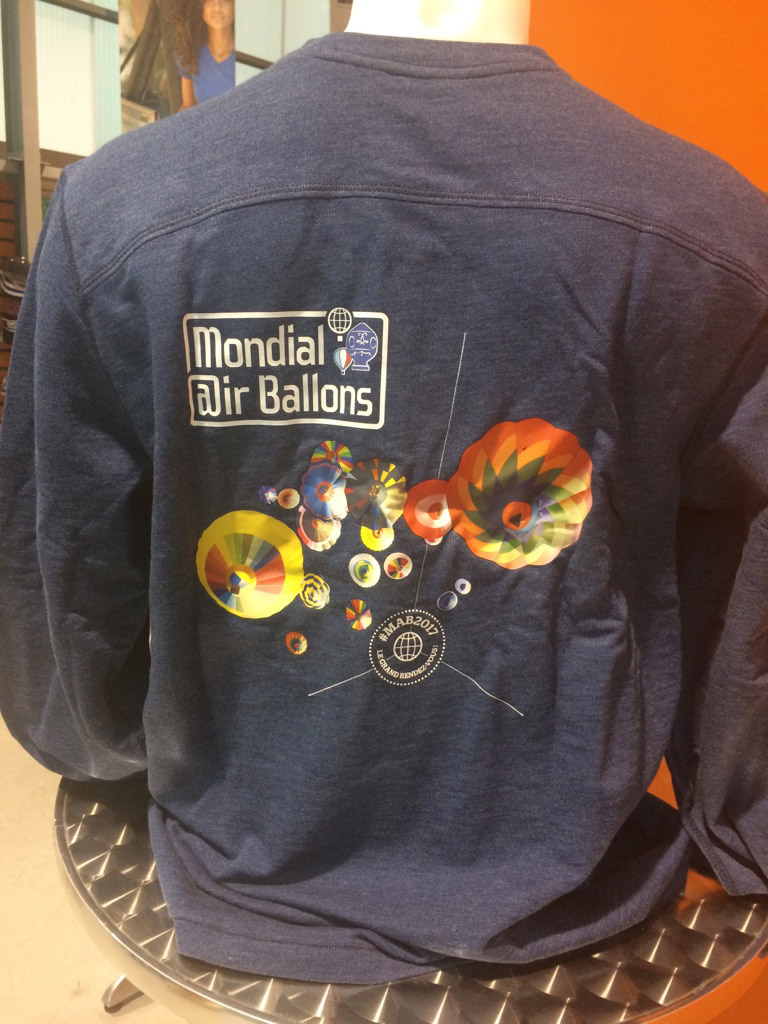 Mondial
@ir Ballons
#MAB2017
LE GRAND RENDEZ-VOUS!